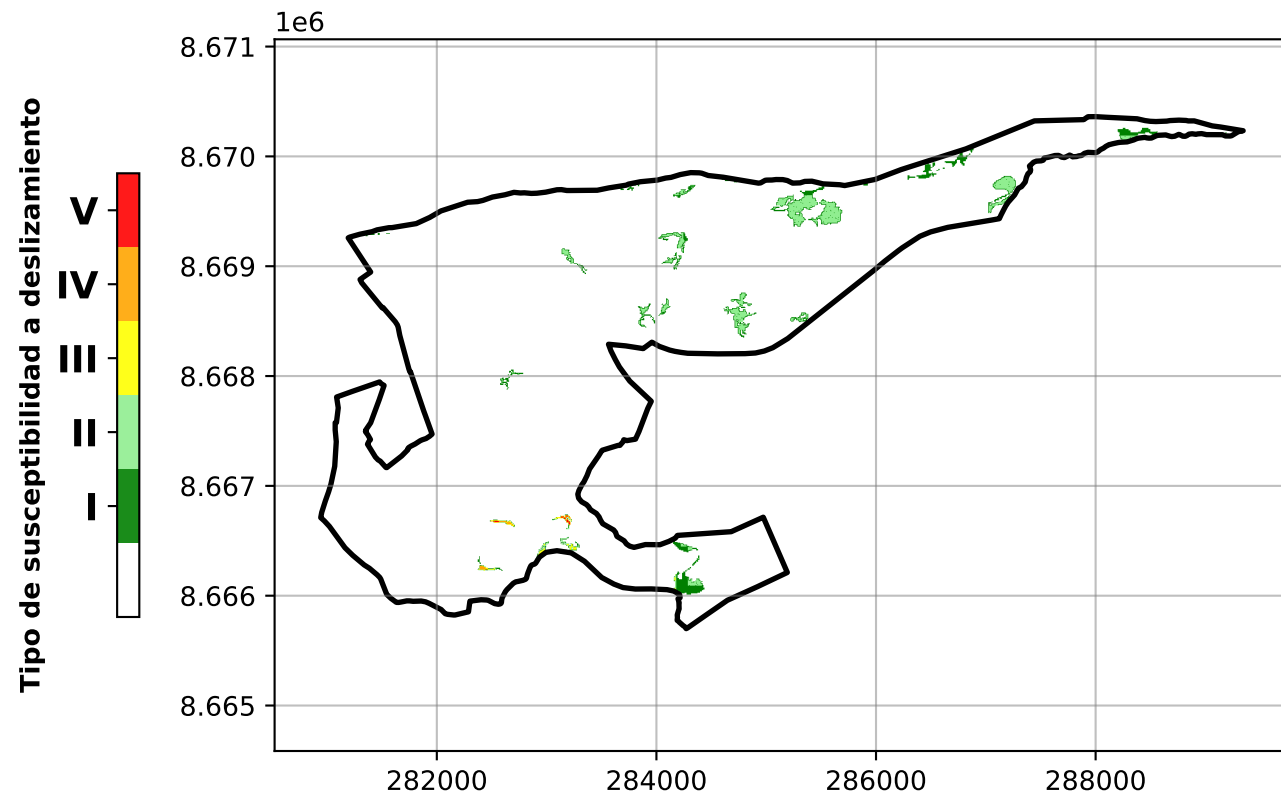 1e6
8.671
8.670
8.669
8.668
8.667
8.666
8.665
282000 284000 286000 288000
Tipo de susceptibilidad a deslizamiento
V
IV
III
II
I